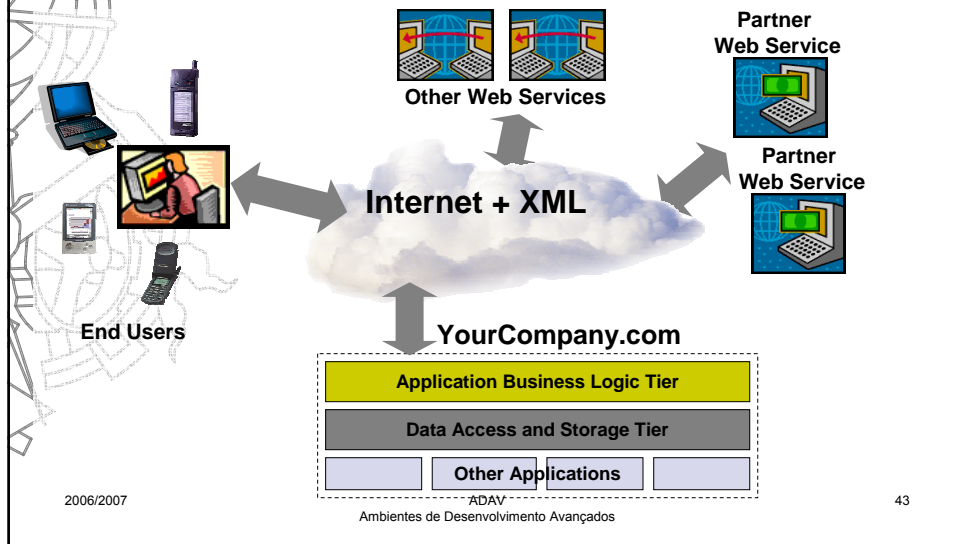 Partner
Web Service
Other Web Services
Partner
Web Service
Internet + XML
End Users
YourCompany.com
Application Business Logic Tier
Data Access and Storage Tier
Other Applications
2006/2007
ADAV
Ambientes de Desenvolvimento Avançados
43